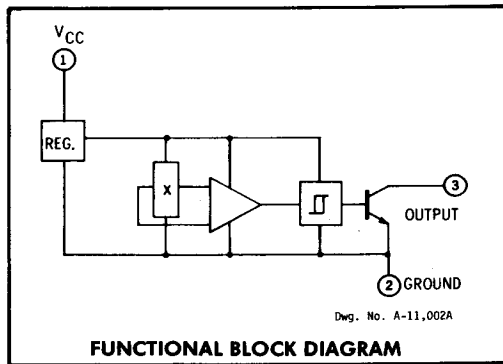 VCC
1
REG.
X
3
OUTPUT
2 GROUND
Dwg. No. A-11,002A
FUNCTIONAL BLOCK DIAGRAM